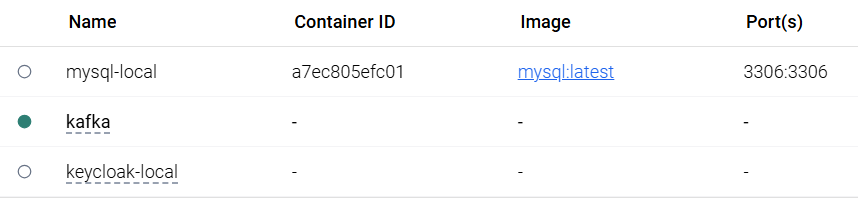 Name Container ID Image Port(s)
mysql-local a7ec805efc01 mysql:latest 3306:3306
kafka - - -
keycloak-local - - -